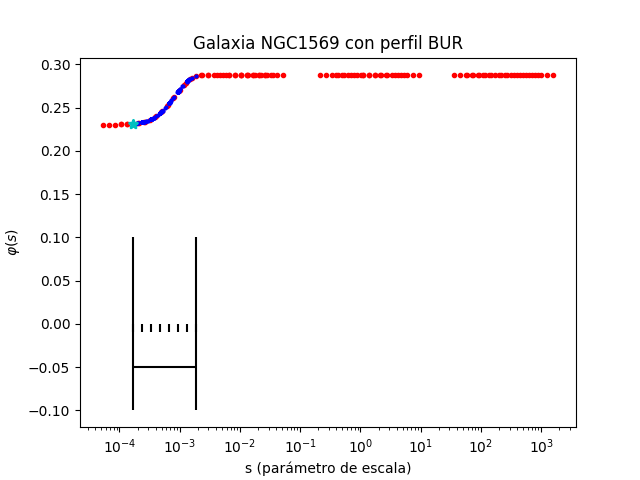 Galaxia NGC1569 con perfil BUR
0.30
0.25
0.20
0.15
0.10
0.05
0.00
−0.05
−0.10
φ(s)
10⁻⁴ 10⁻³ 10⁻² 10⁻¹ 10⁰ 10¹ 10² 10³
s (parámetro de escala)